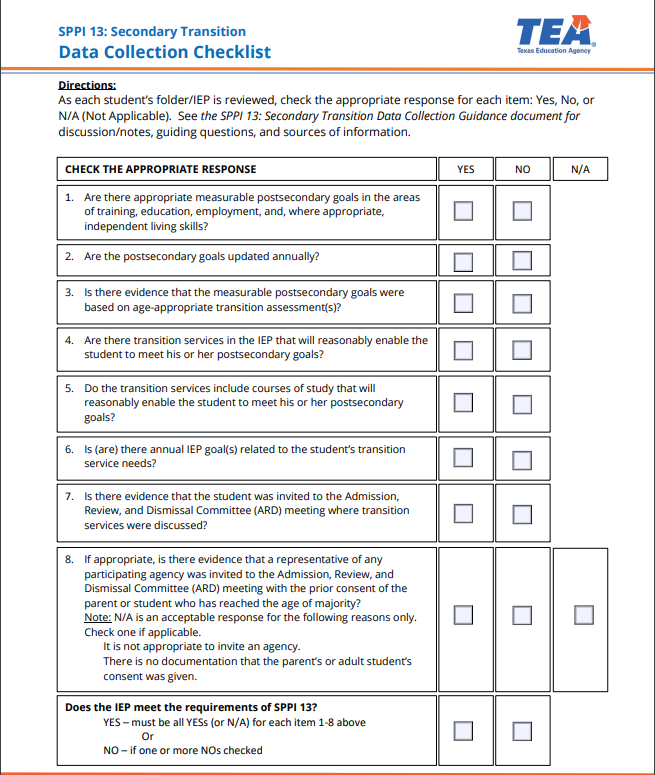 SPPI 13: Secondary Transition
Data Collection Checklist
TEA
Texas Education Agency
Directions:
As each student's folder/IEP is reviewed, check the appropriate response for each item: Yes, No, or
N/A (Not Applicable). See the SPPI 13: Secondary Transition Data Collection Guidance document for
discussion/notes, guiding questions, and sources of information.
CHECK THE APPROPRIATE RESPONSE YES NO N/A
1. Are there appropriate measurable postsecondary goals in the areas
of training, education, employment, and, where appropriate,
independent living skills?
2. Are the postsecondary goals updated annually?
3. Is there evidence that the measurable postsecondary goals were
based on age-appropriate transition assessment(s)?
4. Are there transition services in the IEP that will reasonably enable the
student to meet his or her postsecondary goals?
5. Do the transition services include courses of study that will
reasonably enable the student to meet his or her postsecondary
goals?
6. Is (are) there annual IEP goal(s) related to the student's transition
service needs?
7. Is there evidence that the student was invited to the Admission,
Review, and Dismissal Committee (ARD) meeting where transition
services were discussed?
8. If appropriate, is there evidence that a representative of any
participating agency was invited to the Admission, Review, and
Dismissal Committee (ARD) meeting with the prior consent of the
parent or student who has reached the age of majority?
Note: N/A is an acceptable response for the following reasons only.
Check one if applicable.
It is not appropriate to invite an agency.
There is no documentation that the parent's or adult student's
consent was given.
Does the IEP meet the requirements of SPPI 13?
YES – must be all YESs (or N/A) for each item 1-8 above
Or
NO – if one or more NOs checked